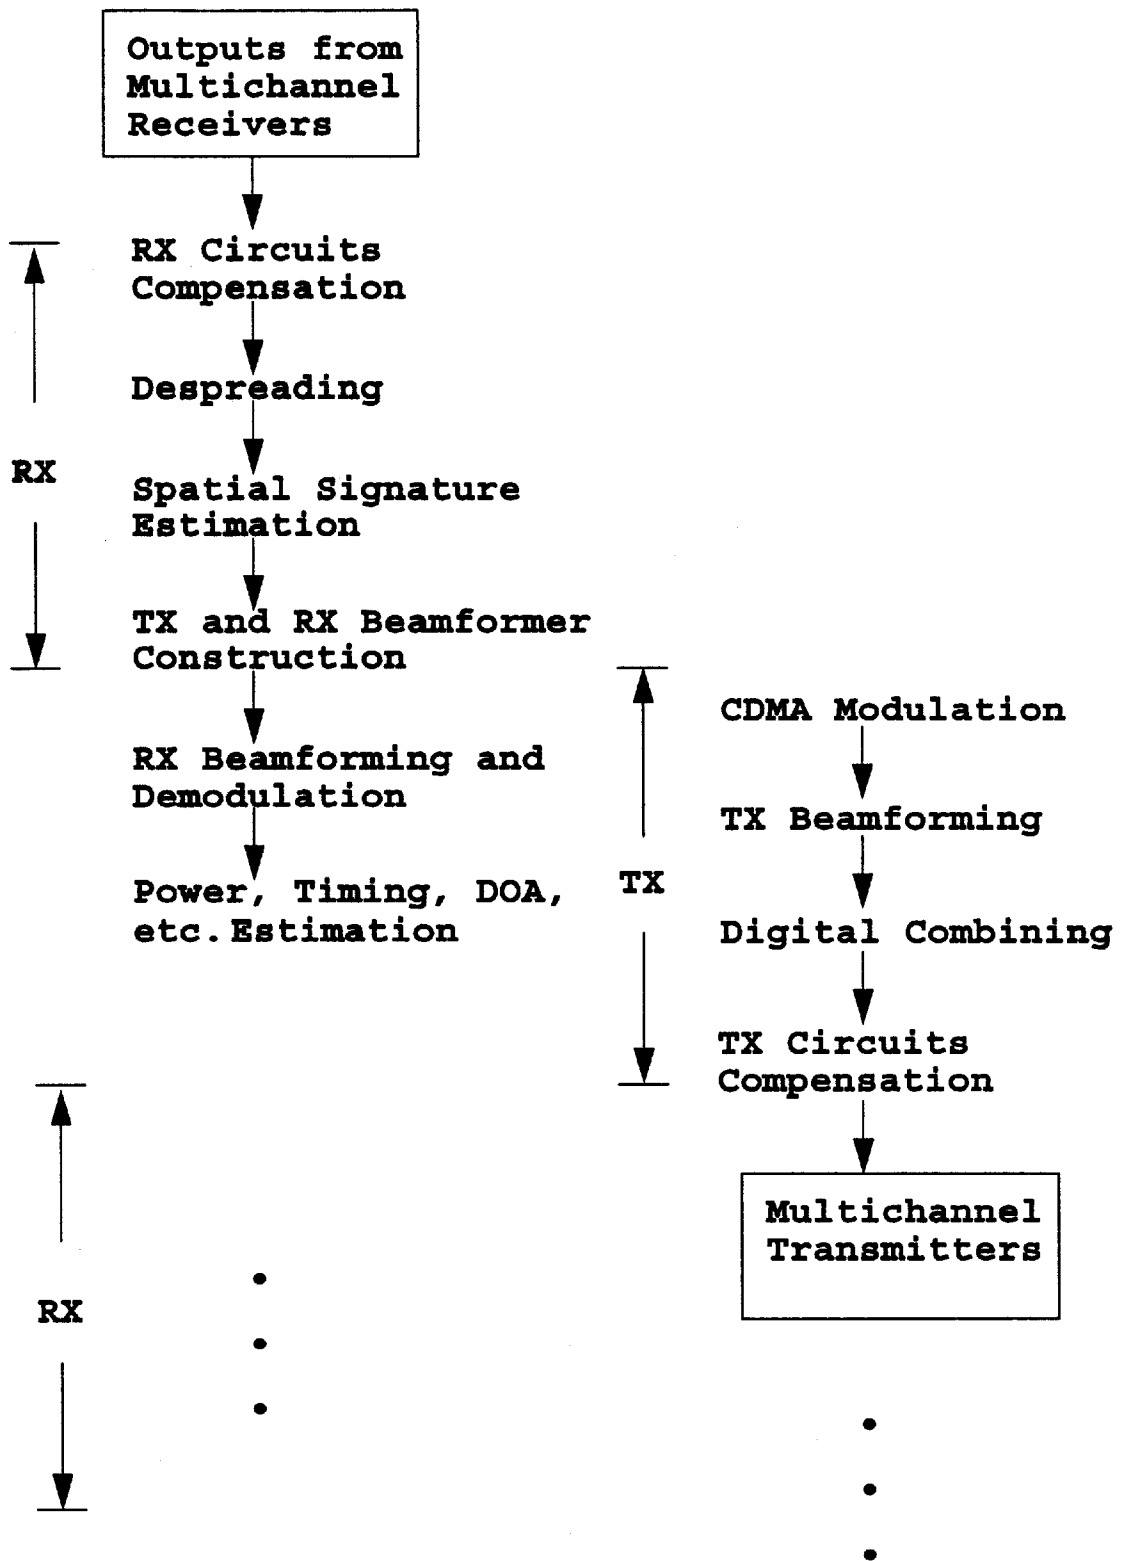 Outputs from
Multichannel
Receivers
RX Circuits
Compensation
Despreading
RX
Spatial Signature
Estimation
TX and RX Beamformer
Construction
RX Beamforming and
Demodulation
Power, Timing, DOA,
etc. Estimation
CDMA Modulation
TX Beamforming
TX
Digital Combining
TX Circuits
Compensation
Multichannel
Transmitters
RX